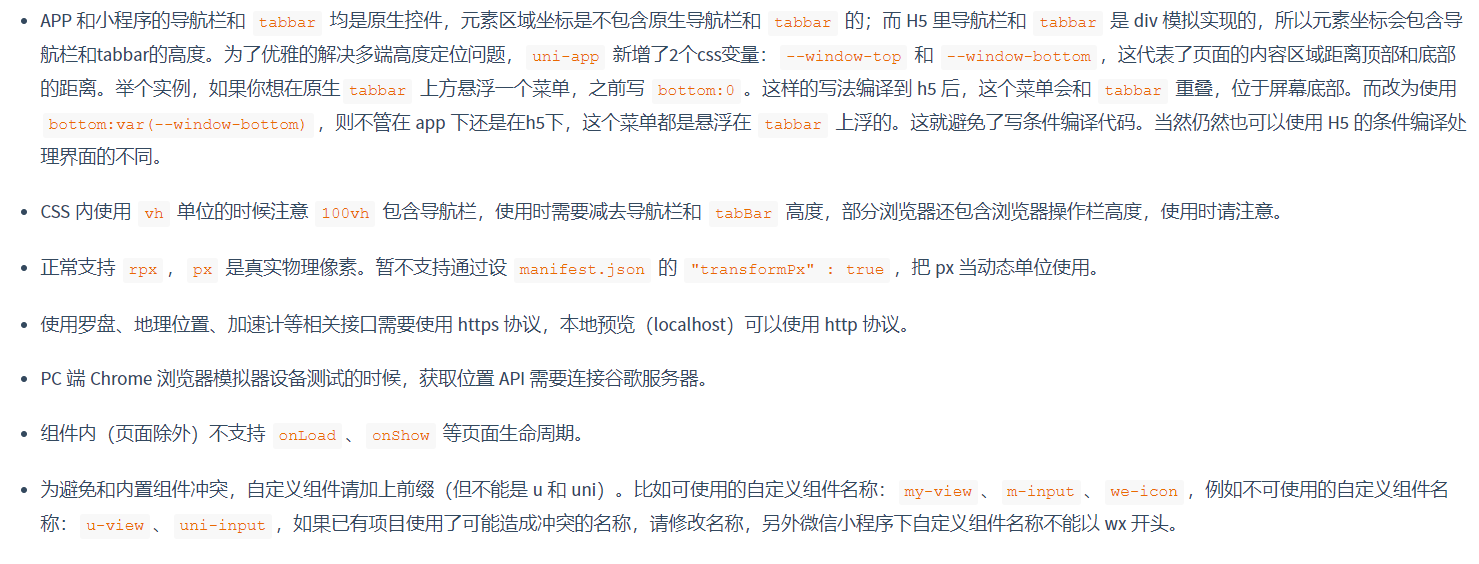 • APP 和小程序的导航栏和 tabbar 均是原生控件，元素区域坐标是不包含原生导航栏和 tabbar 的；而 H5 里导航栏和 tabbar 是 div 模拟实现的，所以元素坐标会包含导
航栏和tabbar的高度。为了优雅的解决多端高度定位问题， uni-app 新增了2个css变量： --window-top 和 --window-bottom ，这代表了页面的内容区域距离顶部和底部
的距离。举个实例，如果你想在原生 tabbar 上方悬浮一个菜单，之前写 bottom:0 。这样的写法编译到 h5 后，这个菜单会和 tabbar 重叠，位于屏幕底部。而改为使用
bottom:var(--window-bottom) ，则不管在 app 下还是在h5下，这个菜单都是悬浮在 tabbar 上浮的。这就避免了写条件编译代码。当然仍然也可以使用 H5 的条件编译处
理界面的不同。
• CSS 内使用 vh 单位的时候注意 100vh 包含导航栏，使用时需要减去导航栏和 tabBar 高度，部分浏览器还包含浏览器操作栏高度，使用时请注意。
• 正常支持 rpx ， px 是真实物理像素。暂不支持通过设 manifest.json 的 "transformPx" : true ，把 px 当动态单位使用。
• 使用罗盘、地理位置、加速计等相关接口需要使用 https 协议，本地预览（localhost）可以使用 http 协议。
• PC 端 Chrome 浏览器模拟器设备测试的时候，获取位置 API 需要连接谷歌服务器。
• 组件内（页面除外）不支持 onLoad 、 onShow 等页面生命周期。
• 为避免和内置组件冲突，自定义组件请加上前缀（但不能是 u 和 uni）。比如可使用的自定义组件名称： my-view 、 m-input 、 we-icon ，例如不可使用的自定义组件名
称： u-view 、 uni-input ，如果已有项目使用了可能造成冲突的名称，请修改名称，另外微信小程序下自定义组件名称不能以 wx 开头。